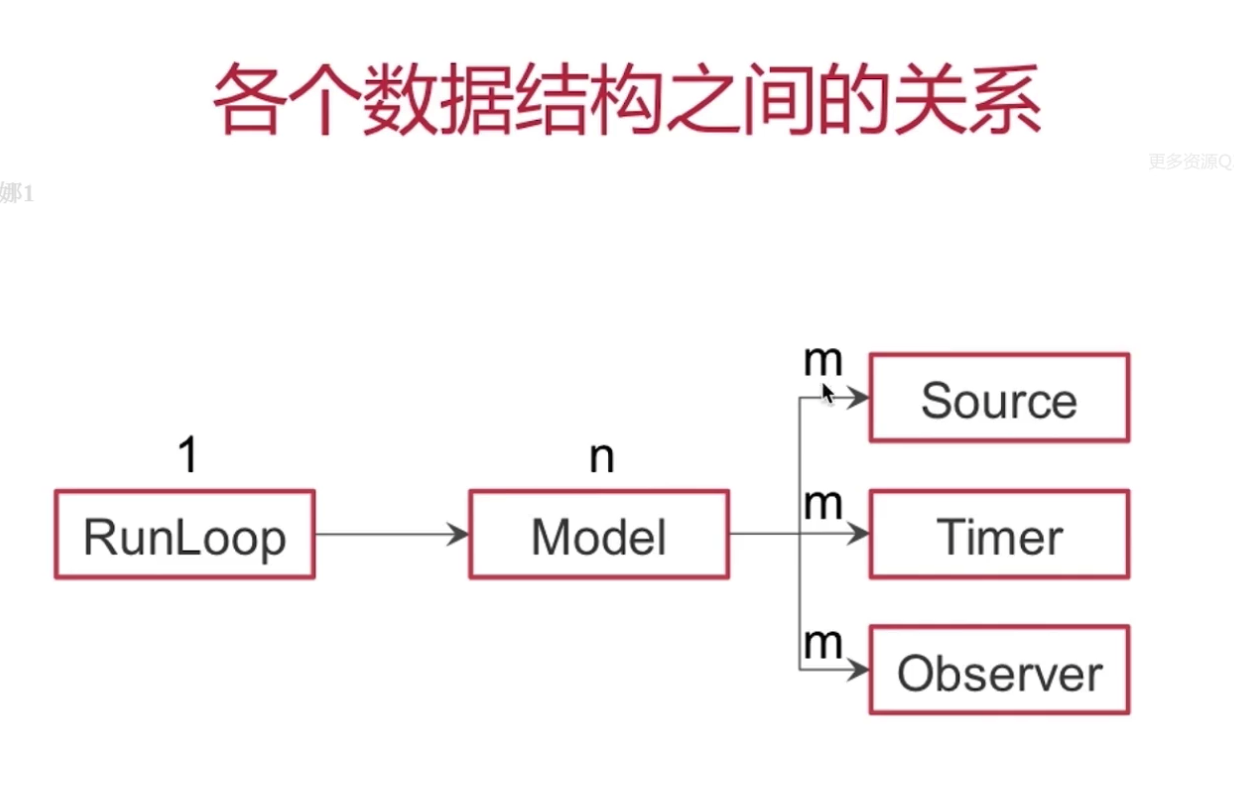 各个数据结构之间的关系
更多资源Q
娜1
m
Source
1
n
m
RunLoop
Model
Timer
m
Observer